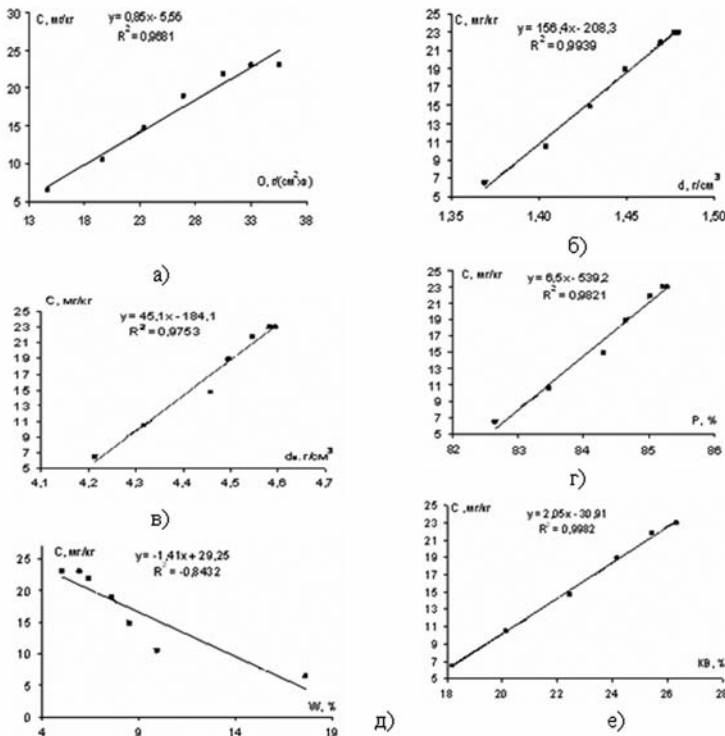 C, мг/кг
y= 0,85x- 5,56
R² = 0,9681
25
20
15
10
5
O, г/(см²ха)
13 18 23 28 33 38
а)
C, мг/кг
y = 156,4x- 208,3
R² = 0,9939
23
21
19
17
15
13
11
9
7
5
d, г/см³
1,35 1,40 1,45 1,50
б)
C, мг/кг
y= 45,1x - 184,1
R² = 0,9753
25
23
21
19
17
15
13
11
9
7
5
4,1 4,2 4,3 4,4 4,5 4,6 4,7
в)
C, мг/кг
y = 6,5x - 539,2
R² = 0,9821
25
23
21
19
17
15
13
11
9
7
5
P, %
82 83 84 85 86
г)
C, мг/кг
y= -1,41x + 29,25
R² = -0,8432
25
20
15
10
5
0
W, %
4 9 14 19
д)
C, мг/кг
y = 2,05x - 30,91
R² = 0,9982
25
23
21
19
17
15
13
11
9
7
5
КВ, %
18 20 22 24 26 28
е)